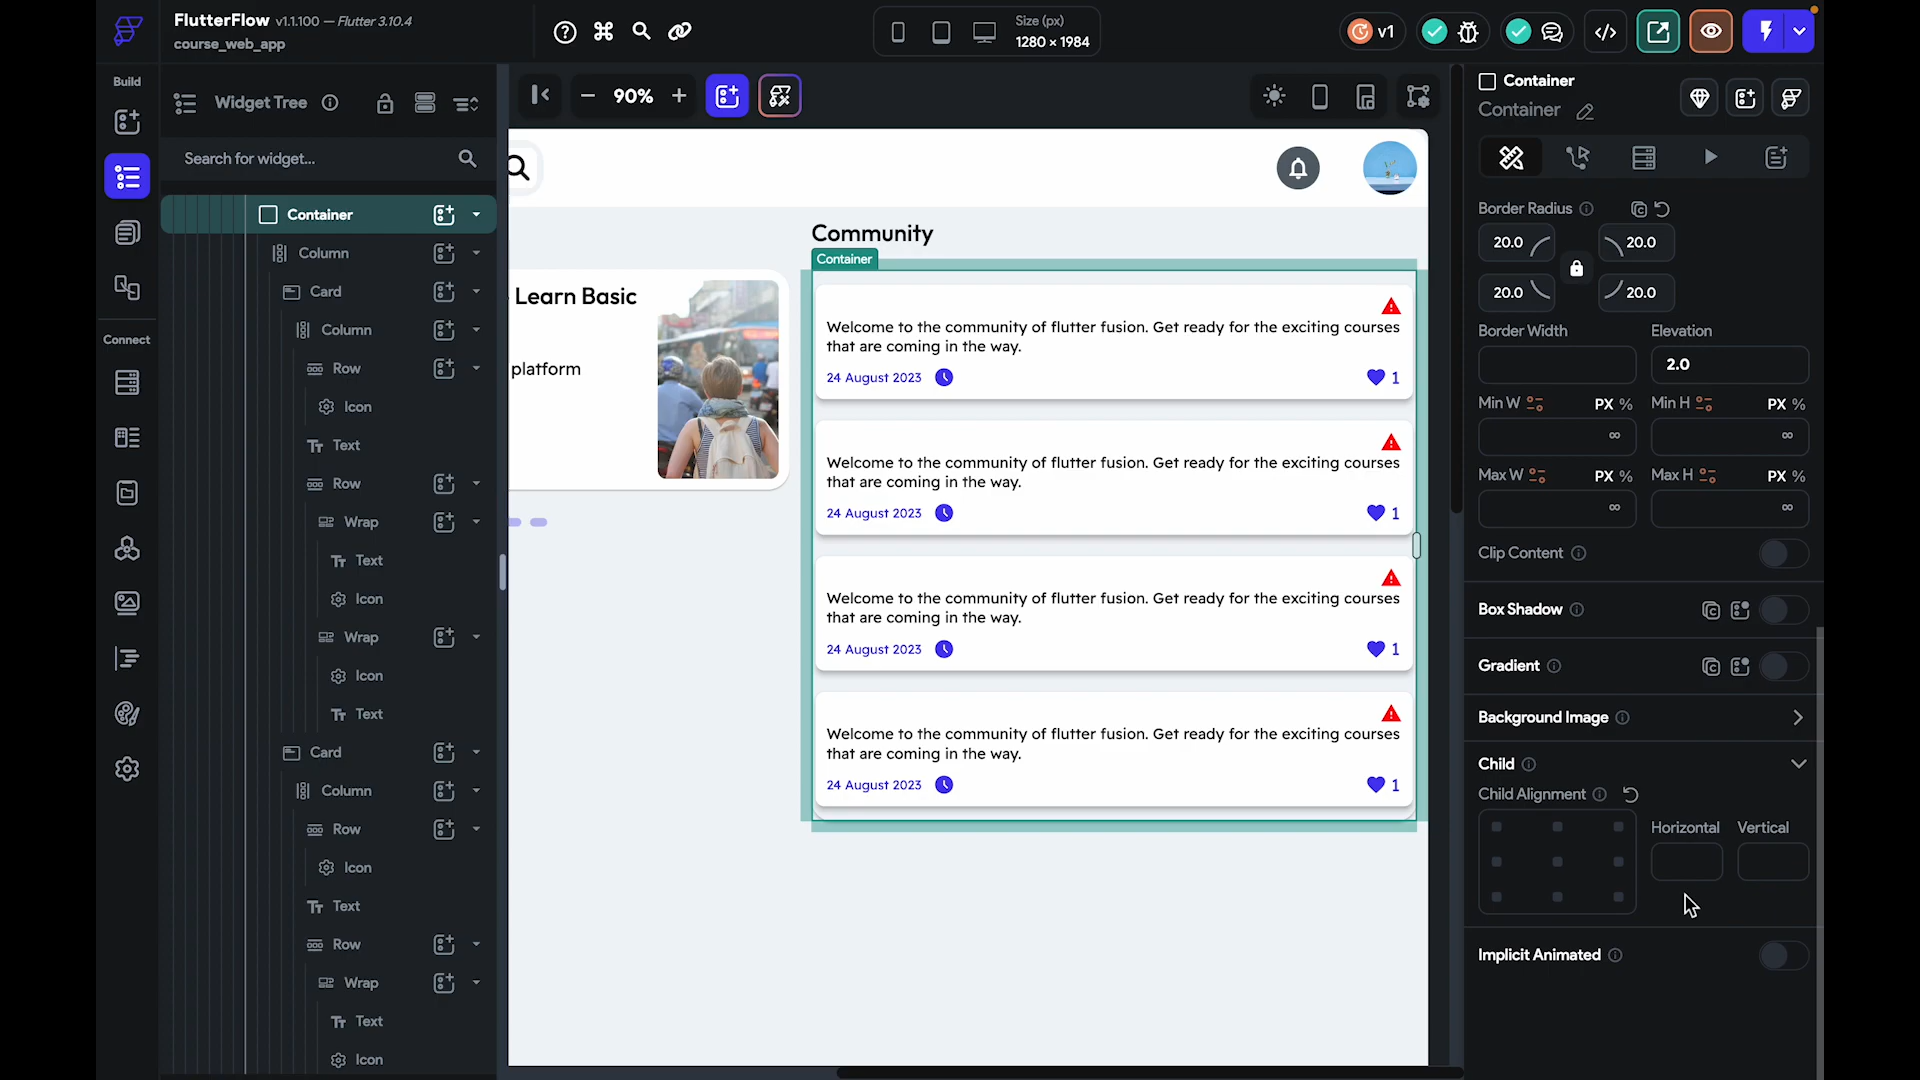 FlutterFlow v1.1.100 — Flutter 3.10.4
course_web_app
Size (px)
1280 × 1984
v1
Build
Connect
Widget Tree
Search for widget...
Container
Column
Card
Column
Row
Icon
Text
Row
Wrap
Text
Icon
Wrap
Icon
Text
Card
Column
Row
Icon
Text
Row
Wrap
Text
Icon
90%
Learn Basic
platform
Community
Container
Welcome to the community of flutter fusion. Get ready for the exciting courses
that are coming in the way.
24 August 2023
1
Welcome to the community of flutter fusion. Get ready for the exciting courses
that are coming in the way.
24 August 2023
1
Welcome to the community of flutter fusion. Get ready for the exciting courses
that are coming in the way.
24 August 2023
1
Welcome to the community of flutter fusion. Get ready for the exciting courses
that are coming in the way.
24 August 2023
1
Container
Container
Border Radius
20.0 20.0
20.0 20.0
Border Width Elevation
2.0
Min W PX % Min H PX %
∞ ∞
Max W PX % Max H PX %
∞ ∞
Clip Content
Box Shadow
Gradient
Background Image
Child
Child Alignment
Horizontal Vertical
Implicit Animated